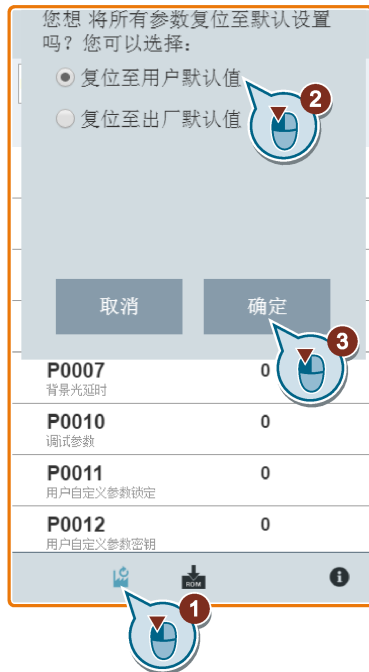 您想 将所有参数复位至默认设置
吗？您可以选择：
复位至用户默认值
2
复位至出厂默认值
取消
确定
3
P0007 0
背景光延时
P0010 0
调试参数
P0011 0
用户自定义参数锁定
P0012 0
用户自定义参数密钥
ROM
i
1